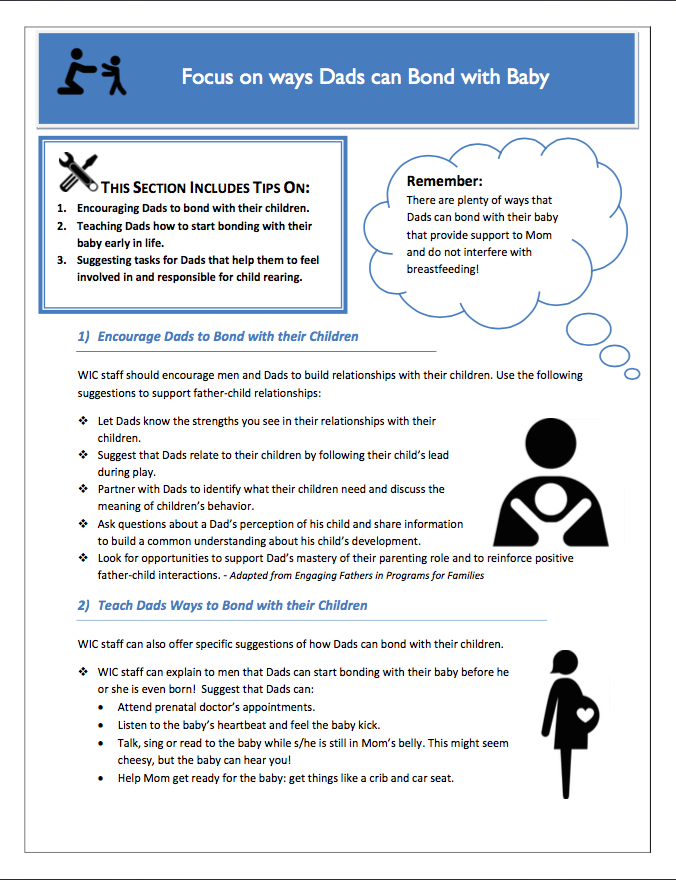 Focus on ways Dads can Bond with Baby
THIS SECTION INCLUDES TIPS ON:
1. Encouraging Dads to bond with their children.
2. Teaching Dads how to start bonding with their
baby early in life.
3. Suggesting tasks for Dads that help them to feel
involved in and responsible for child rearing.
Remember:
There are plenty of ways that
Dads can bond with their baby
that provide support to Mom
and do not interfere with
breastfeeding!
1) Encourage Dads to Bond with their Children
WIC staff should encourage men and Dads to build relationships with their children. Use the following
suggestions to support father-child relationships:
❖ Let Dads know the strengths you see in their relationships with their
children.
❖ Suggest that Dads relate to their children by following their child's lead
during play.
❖ Partner with Dads to identify what their children need and discuss the
meaning of children's behavior.
❖ Ask questions about a Dad's perception of his child and share information
to build a common understanding about his child's development.
❖ Look for opportunities to support Dad's mastery of their parenting role and to reinforce positive
father-child interactions. - Adapted from Engaging Fathers in Programs for Families
2) Teach Dads Ways to Bond with their Children
WIC staff can also offer specific suggestions of how Dads can bond with their children.
❖ WIC staff can explain to men that Dads can start bonding with their baby before he
or she is even born! Suggest that Dads can:
• Attend prenatal doctor's appointments.
• Listen to the baby's heartbeat and feel the baby kick.
• Talk, sing or read to the baby while s/he is still in Mom's belly. This might seem
cheesy, but the baby can hear you!
• Help Mom get ready for the baby: get things like a crib and car seat.